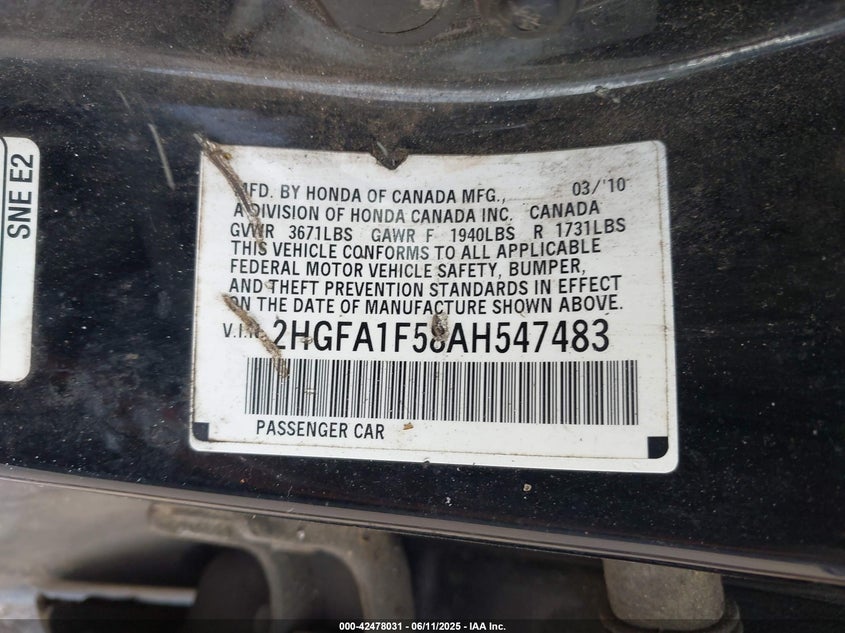 SNE E2
MFD. BY HONDA OF CANADA MFG., 03/'10
A DIVISION OF HONDA CANADA INC. CANADA
GVWR 3671LBS GAWR F 1940LBS R 1731LBS
THIS VEHICLE CONFORMS TO ALL APPLICABLE
FEDERAL MOTOR VEHICLE SAFETY, BUMPER,
AND THEFT PREVENTION STANDARDS IN EFFECT
ON THE DATE OF MANUFACTURE SHOWN ABOVE.
V.I.N. 2HGFA1F58AH547483
PASSENGER CAR
000-42478031 - 06/11/2025 - IAA Inc.